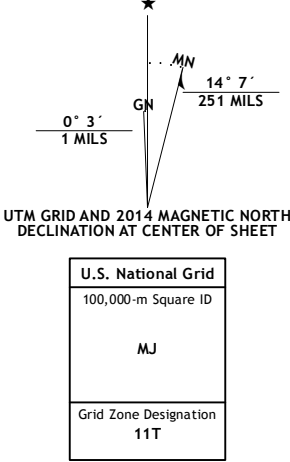 MN
14° 7´
251 MILS
GN
0° 3´
1 MILS
UTM GRID AND 2014 MAGNETIC NORTH
DECLINATION AT CENTER OF SHEET
U.S. National Grid
100,000-m Square ID
MJ
Grid Zone Designation
11T